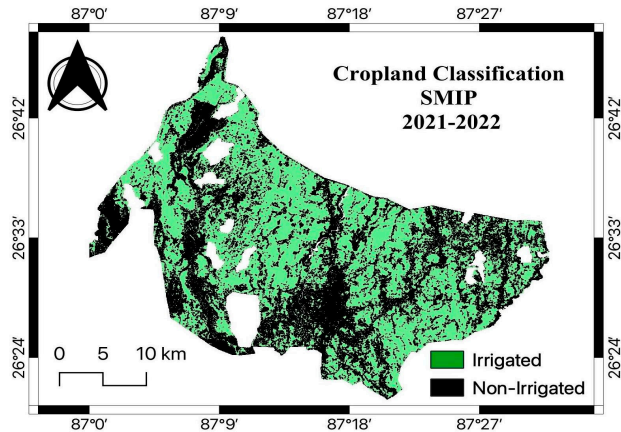 87°0′ 87°9′ 87°18′ 87°27′
Cropland Classification
SMIP
2021-2022
26°42′ 26°42′
26°33′ 26°33′
26°24′ 26°24′
0 5 10 km
Irrigated
Non-Irrigated
87°0′ 87°9′ 87°18′ 87°27′